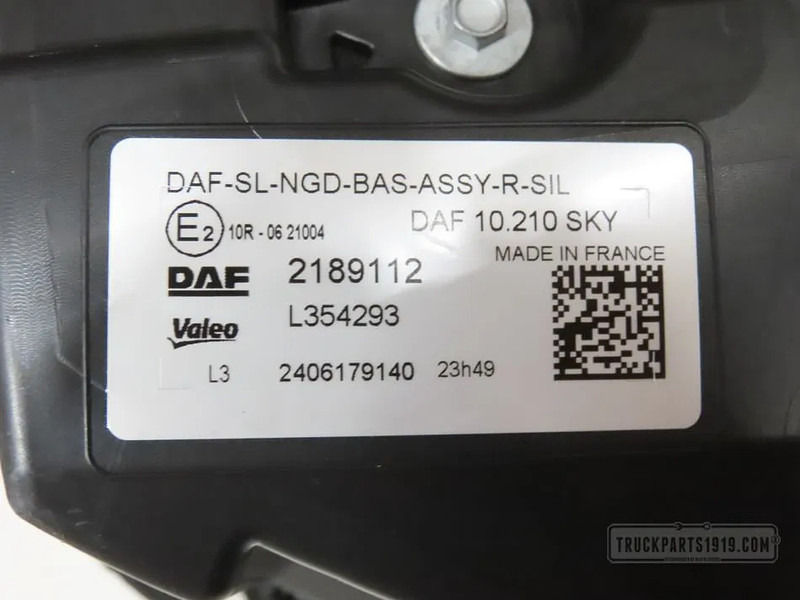 DAF-SL-NGD-BAS-ASSY-R-SIL
E2 10R - 06 21004 DAF 10.210 SKY
MADE IN FRANCE
DAF 2189112
Valeo L354293
L3 2406179140 23h49
TRUCKPARTS1919.COM